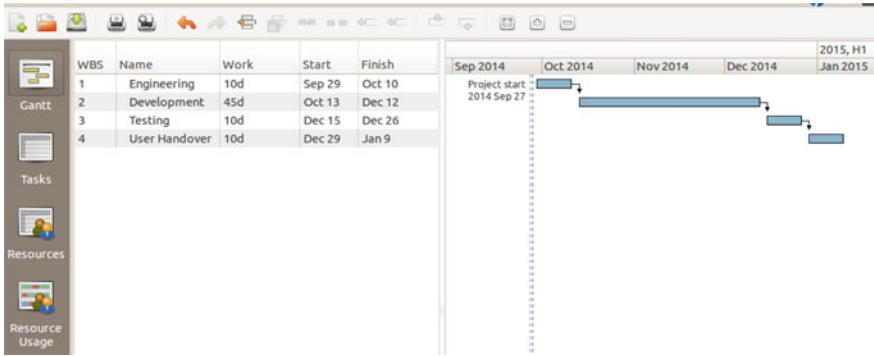 2015, H1
WBS Name Work Start Finish
Sep 2014 Oct 2014 Nov 2014 Dec 2014 Jan 2015
1 Engineering 10d Sep 29 Oct 10
2 Development 45d Oct 13 Dec 12
3 Testing 10d Dec 15 Dec 26
4 User Handover 10d Dec 29 Jan 9
Project start
2014 Sep 27
Gantt
Tasks
Resources
Resource
Usage